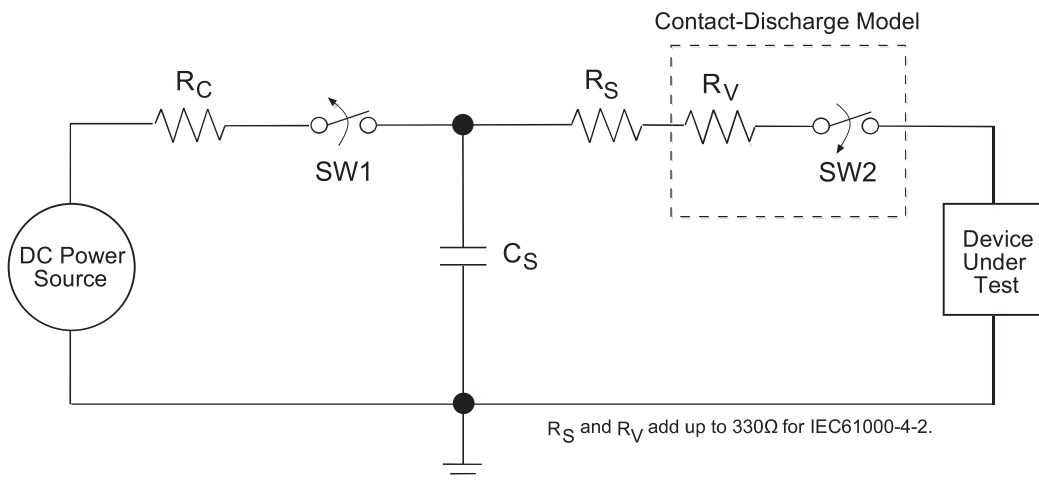 Contact-Discharge Model
RC
SW1
RS
RV
SW2
DC Power
Source
CS
Device
Under
Test
RS and RV add up to 330Ω for IEC61000-4-2.